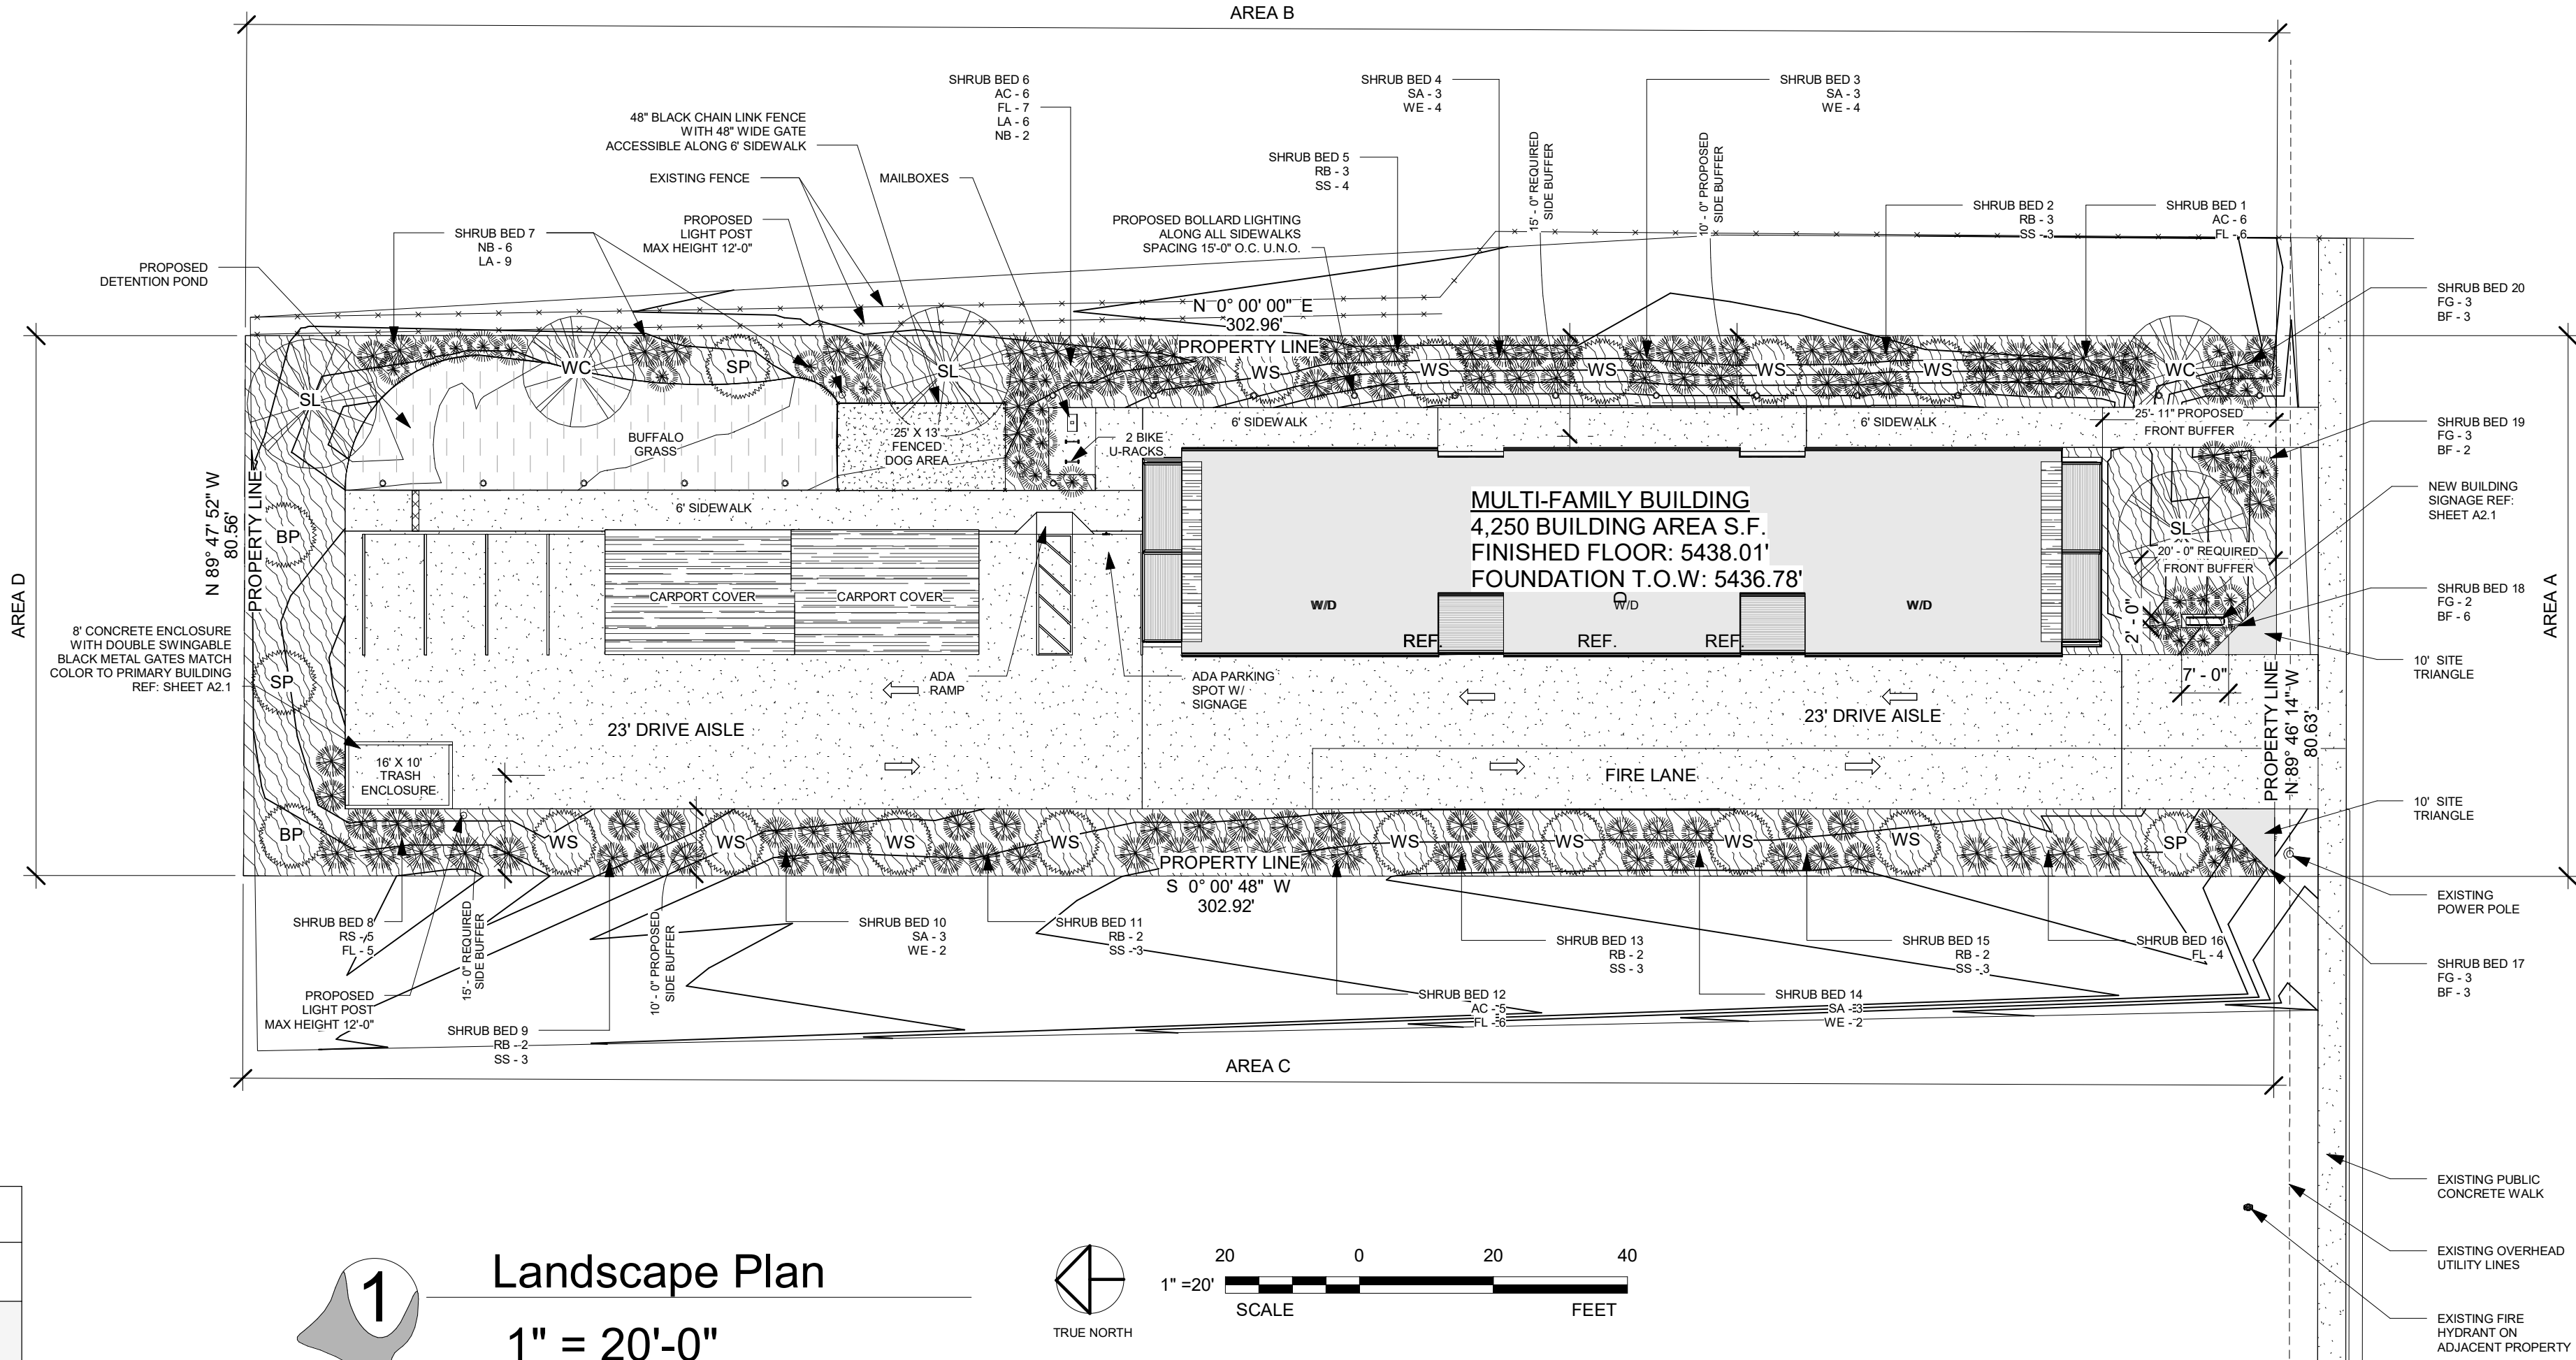 AREA B
SHRUB BED 6
AC - 6
FL - 7
LA - 6
NB - 2
SHRUB BED 4
SA - 3
WE - 4
SHRUB BED 3
SA - 3
WE - 4
48" BLACK CHAIN LINK FENCE
WITH 48" WIDE GATE
ACCESSIBLE ALONG 6' SIDEWALK
EXISTING FENCE
MAILBOXES
SHRUB BED 5
RB - 3
SS - 4
15' - 0" REQUIRED
SIDE BUFFER
10' - 0" PROPOSED
SIDE BUFFER
PROPOSED
LIGHT POST
MAX HEIGHT 12'-0"
PROPOSED BOLLARD LIGHTING
ALONG ALL SIDEWALKS
SPACING 15'-0" O.C. U.N.O.
SHRUB BED 2
RB - 3
SS - 3
SHRUB BED 1
AC - 6
FL - 6
SHRUB BED 7
NB - 6
LA - 9
PROPOSED
DETENTION POND
SHRUB BED 20
FG - 3
BF - 3
N 0° 00' 00" E
302.96'
PROPERTY LINE
SL
WC
SP
SL
WS
WS
WS
WS
WS
WC
BUFFALO
GRASS
25' X 13'
FENCED
DOG AREA
2 BIKE
U-RACKS
6' SIDEWALK
6' SIDEWALK
25'- 11" PROPOSED
FRONT BUFFER
SHRUB BED 19
FG - 3
BF - 2
NEW BUILDING
SIGNAGE REF:
SHEET A2.1
N 89° 47' 52" W
80.56'
PROPERTY LINE
6' SIDEWALK
BP
MULTI-FAMILY BUILDING
4,250 BUILDING AREA S.F.
FINISHED FLOOR: 5438.01'
FOUNDATION T.O.W: 5436.78'
SL
20' - 0" REQUIRED
FRONT BUFFER
CARPORT COVER
CARPORT COVER
W/D
W/D
W/D
REF.
REF.
REF.
2' - 0"
SHRUB BED 18
FG - 2
BF - 6
AREA D
AREA A
8' CONCRETE ENCLOSURE
WITH DOUBLE SWINGABLE
BLACK METAL GATES MATCH
COLOR TO PRIMARY BUILDING
REF: SHEET A2.1
SP
ADA
RAMP
ADA PARKING
SPOT W/
SIGNAGE
7' - 0"
10' SITE
TRIANGLE
23' DRIVE AISLE
23' DRIVE AISLE
PROPERTY LINE
N 89° 46' 14" W
80.63'
16' X 10'
TRASH
ENCLOSURE
FIRE LANE
10' SITE
TRIANGLE
BP
WS
WS
WS
WS
WS
WS
WS
WS
SP
PROPERTY LINE
S 0° 00' 48" W
302.92'
EXISTING
POWER POLE
SHRUB BED 8
RS - 5
FL - 5
15' - 0" REQUIRED
SIDE BUFFER
10' - 0" PROPOSED
SIDE BUFFER
SHRUB BED 10
SA - 3
WE - 2
SHRUB BED 11
RB - 2
SS - 3
SHRUB BED 13
RB - 2
SS - 3
SHRUB BED 15
RB - 2
SS - 3
SHRUB BED 16
FL - 4
SHRUB BED 17
FG - 3
BF - 3
PROPOSED
LIGHT POST
MAX HEIGHT 12'-0"
SHRUB BED 9
RB - 2
SS - 3
SHRUB BED 12
AC - 5
FL - 6
SHRUB BED 14
SA - 3
WE - 2
AREA C
EXISTING PUBLIC
CONCRETE WALK
EXISTING OVERHEAD
UTILITY LINES
EXISTING FIRE
HYDRANT ON
ADJACENT PROPERTY
1
Landscape Plan
1" = 20'-0"
TRUE NORTH
20 0 20 40
1" =20'
SCALE FEET